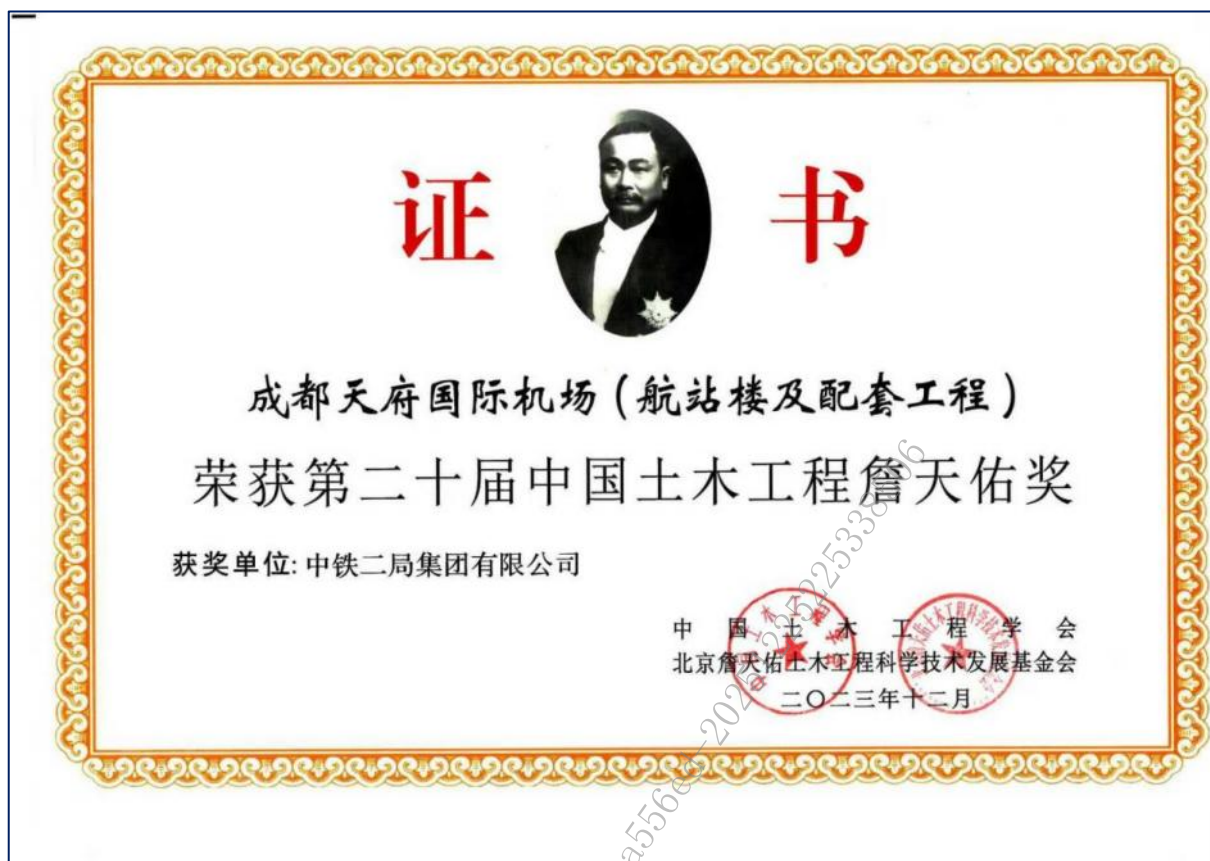 证 书
成都天府国际机场（航站楼及配套工程）
荣获第二十届中国土木工程詹天佑奖
获奖单位: 中铁二局集团有限公司
中国土木工程学会
北京詹天佑土木工程科学技术发展基金会
二〇二三年十二月